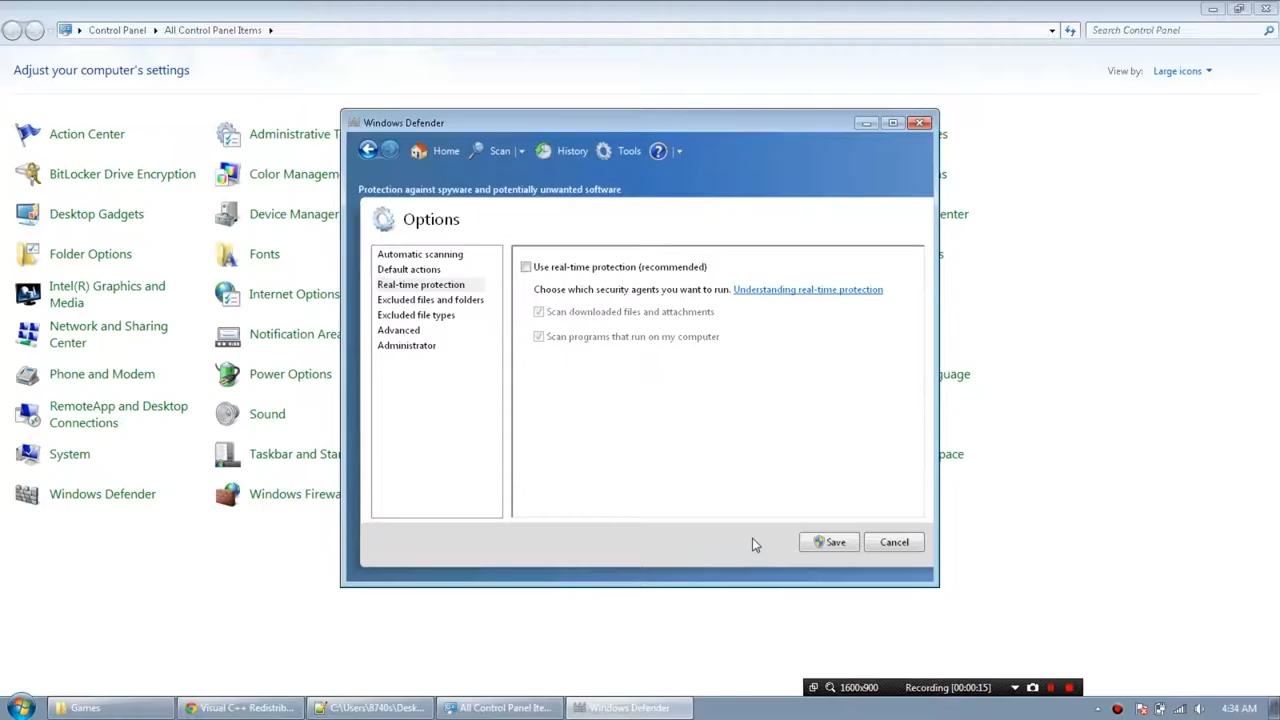 Control Panel
All Control Panel Items
Search Control Panel
Adjust your computer's settings
View by:
Large icons
Action Center
Administrative T
BitLocker Drive Encryption
Color Managem
Desktop Gadgets
Device Manager
Folder Options
Fonts
Intel(R) Graphics and
Media
Internet Options
Network and Sharing
Center
Notification Area
Phone and Modem
Power Options
RemoteApp and Desktop
Connections
Sound
System
Taskbar and Star
Windows Defender
Windows Firewa
es
s
enter
nguage
pace
Windows Defender
Home
Scan
History
Tools
?
Protection against spyware and potentially unwanted software
Options
Automatic scanning
Default actions
Real-time protection
Excluded files and folders
Excluded file types
Advanced
Administrator
Use real-time protection (recommended)
Choose which security agents you want to run. Understanding real-time protection
Scan downloaded files and attachments
Scan programs that run on my computer
Save
Cancel
1600x900
Recording [00:00:15]
Games
Visual C++ Redistrib...
C:\Users\8740s\Desk...
All Control Panel Ite...
Windows Defender
4:34 AM